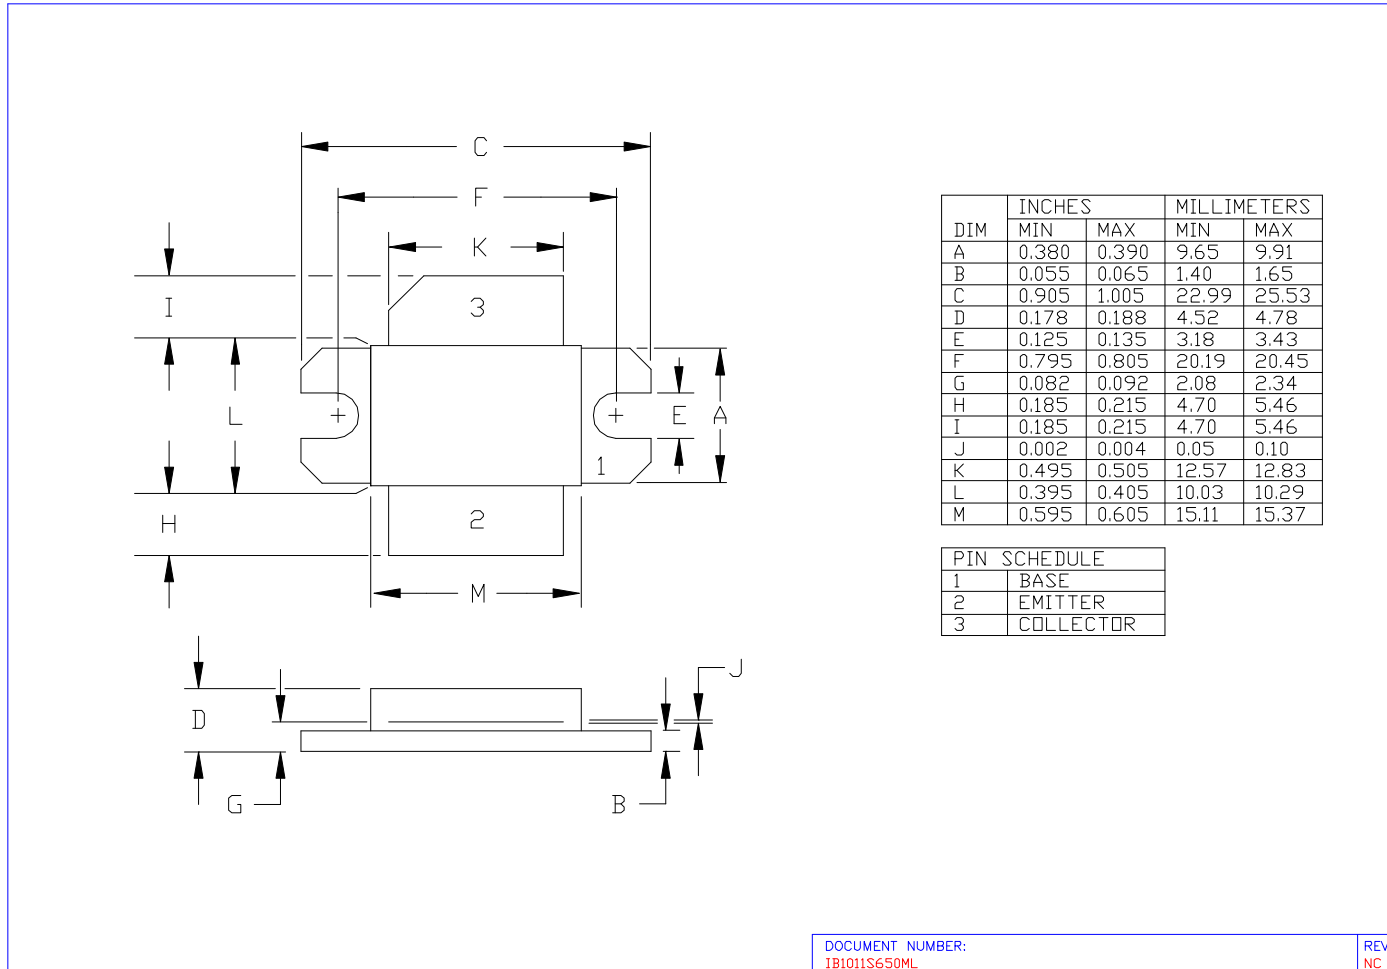 C
F
K
I
3
L
E
A
1
H
2
M
J
D
G
B
INCHES MILLIMETERS
DIM MIN MAX MIN MAX
A 0.380 0.390 9.65 9.91
B 0.055 0.065 1.40 1.65
C 0.905 1.005 22.99 25.53
D 0.178 0.188 4.52 4.78
E 0.125 0.135 3.18 3.43
F 0.795 0.805 20.19 20.45
G 0.082 0.092 2.08 2.34
H 0.185 0.215 4.70 5.46
I 0.185 0.215 4.70 5.46
J 0.002 0.004 0.05 0.10
K 0.495 0.505 12.57 12.83
L 0.395 0.405 10.03 10.29
M 0.595 0.605 15.11 15.37
PIN SCHEDULE
1 BASE
2 EMITTER
3 COLLECTOR
DOCUMENT NUMBER: REV
IB1011S650ML NC